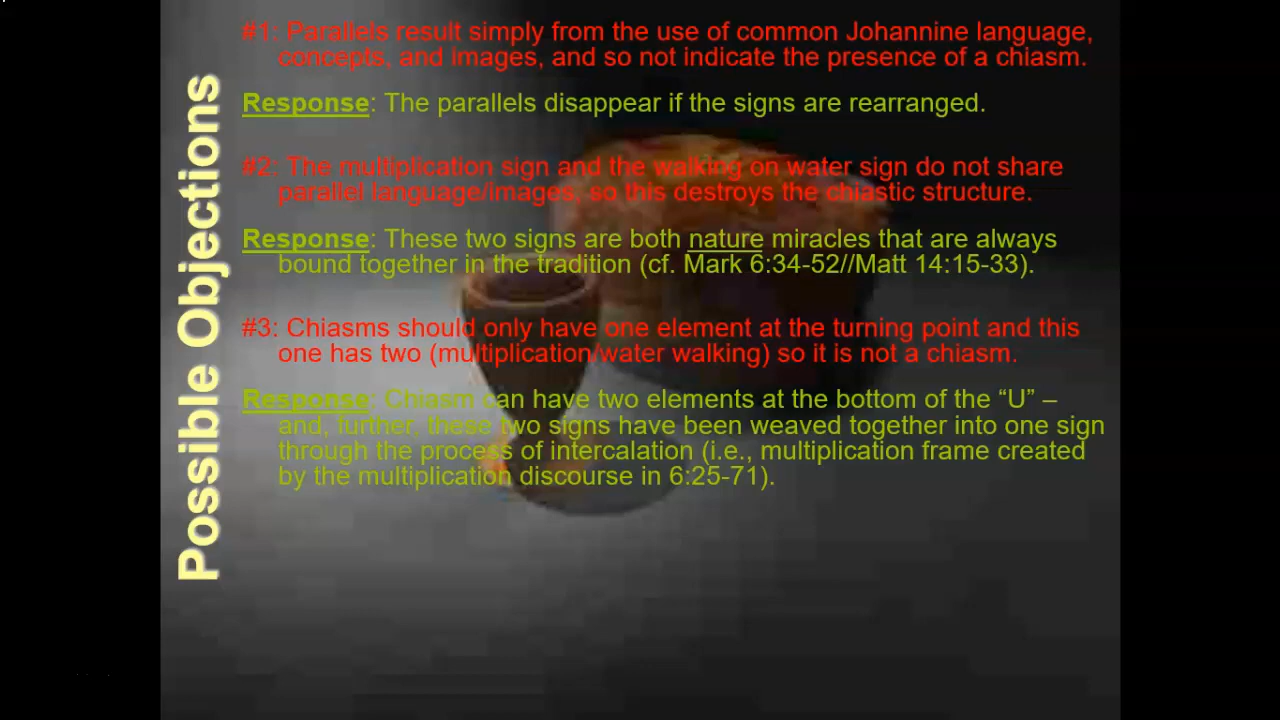 Possible Objections
#1: Parallels result simply from the use of common Johannine language,
concepts, and images, and so not indicate the presence of a chiasm.
Response: The parallels disappear if the signs are rearranged.
#2: The multiplication sign and the walking on water sign do not share
parallel language/images, so this destroys the chiastic structure.
Response: These two signs are both nature miracles that are always
bound together in the tradition (cf. Mark 6:34-52//Matt 14:15-33).
#3: Chiasms should only have one element at the turning point and this
one has two (multiplication/water walking) so it is not a chiasm.
Response: Chiasm can have two elements at the bottom of the “U” –
and, further, these two signs have been weaved together into one sign
through the process of intercalation (i.e., multiplication frame created
by the multiplication discourse in 6:25-71).